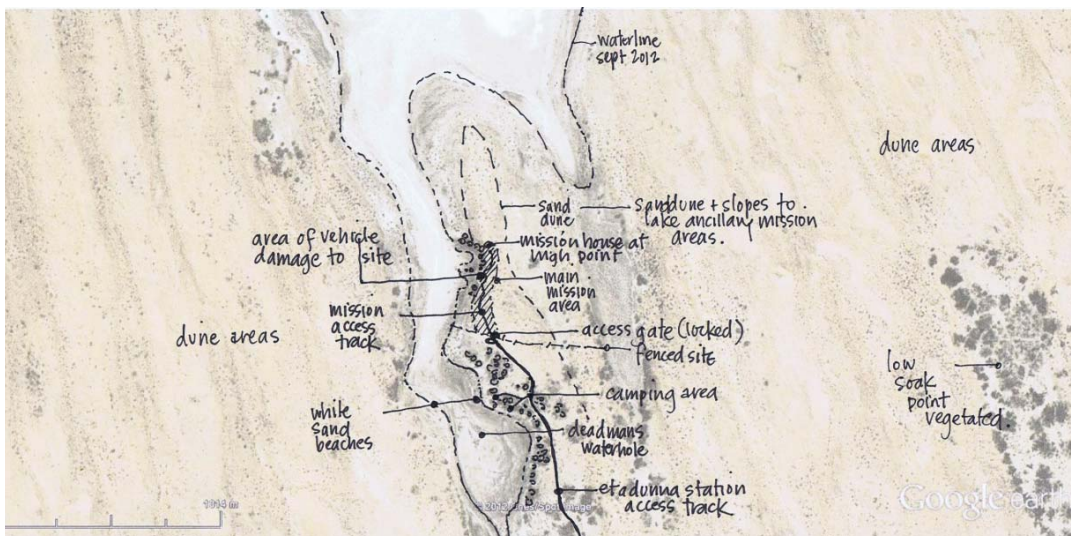 waterline
sept 2012
dune areas
sand
dune
sanddune + slopes to
lake ancillary mission
areas.
area of vehicle
damage to site
mission house at
high point
main
mission
area
mission
access
track
dune areas
access gate (locked)
fenced site
low
soak
point
vegetated.
camping area
while
sand
beaches
deadmans
waterhole
etadunna station
access track
1014 m
Google earth